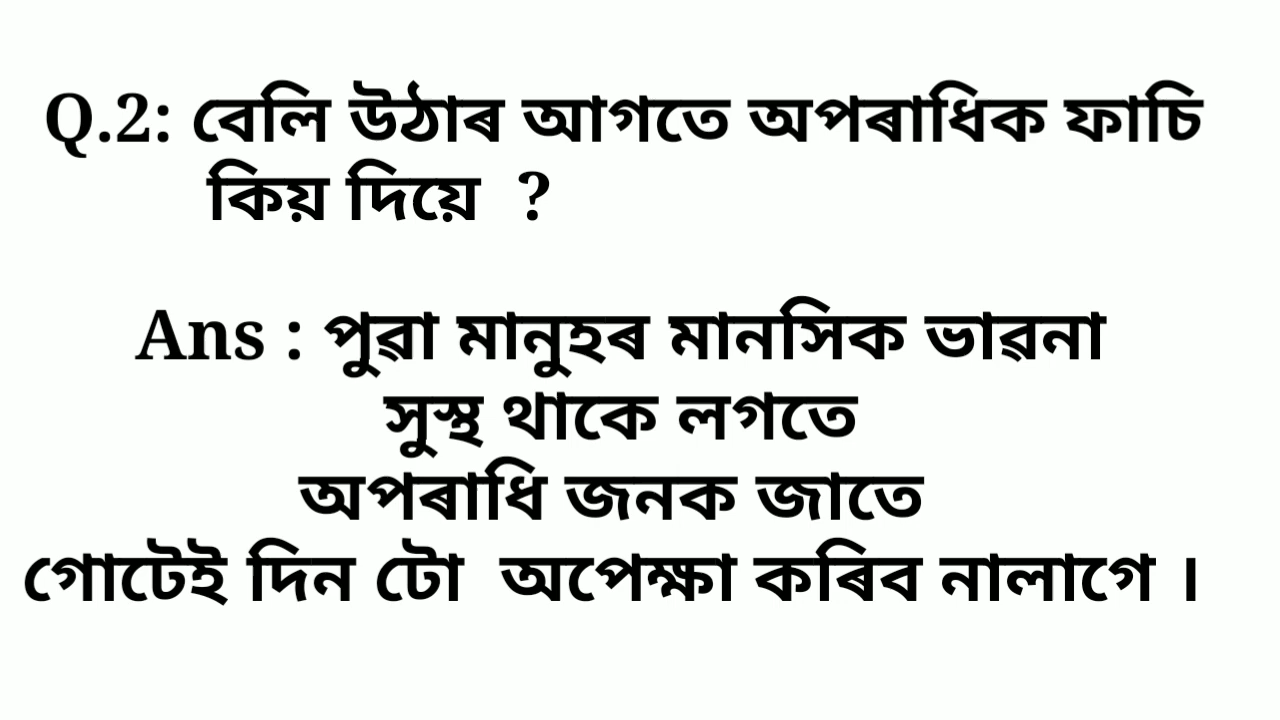 Q.2: বেলি উঠাৰ আগতে অপৰাধিক ফাচি
কিয় দিয়ে ?
Ans : পুৱা মানুহৰ মানসিক ভাৱনা
সুস্থ থাকে লগতে
অপৰাধি জনক জাতে
গোটেই দিন টো অপেক্ষা কৰিব নালাগে ।